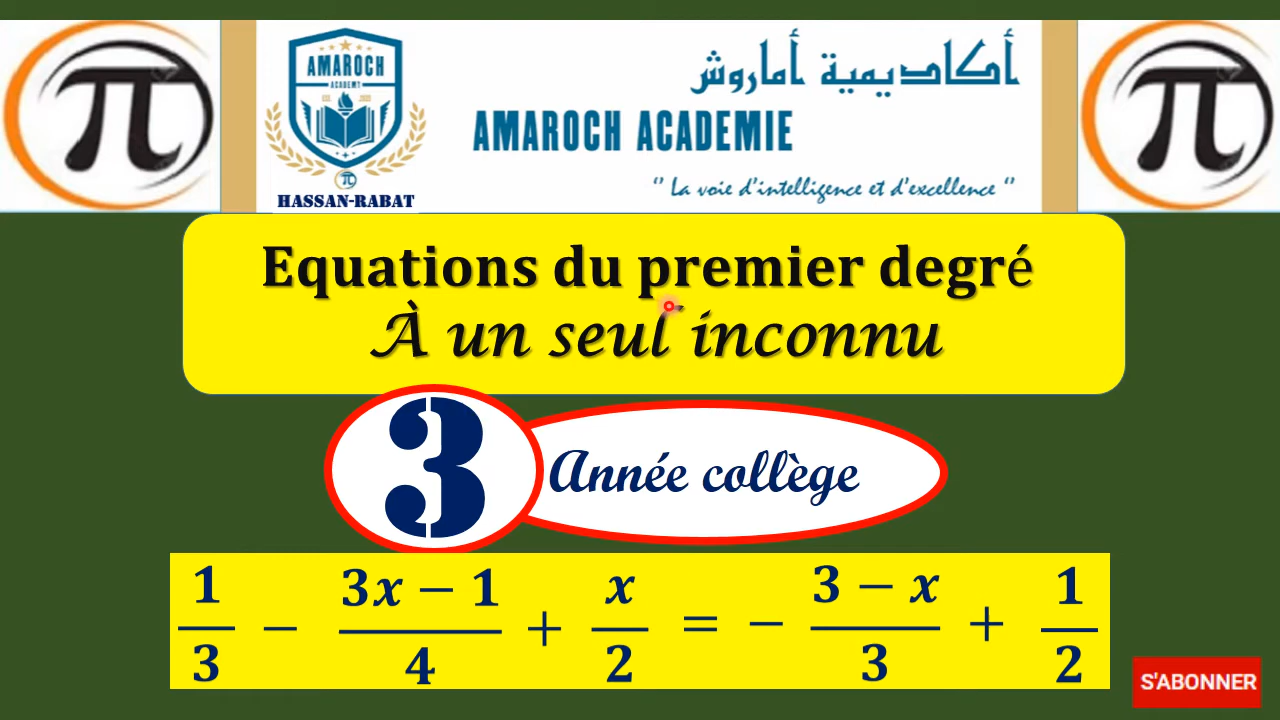 π
AMAROCH
ACADEMY
π
HASSAN-RABAT
أكاديمية أماروش
AMAROCH ACADEMIE
‘’ La voie d’intelligence et d’excellence ‘’
π
Equations du premier degré
À un seul inconnu
3 Année collège
1/3 − (3x − 1)/4 + x/2 = − (3 − x)/3 + 1/2
S'ABONNER